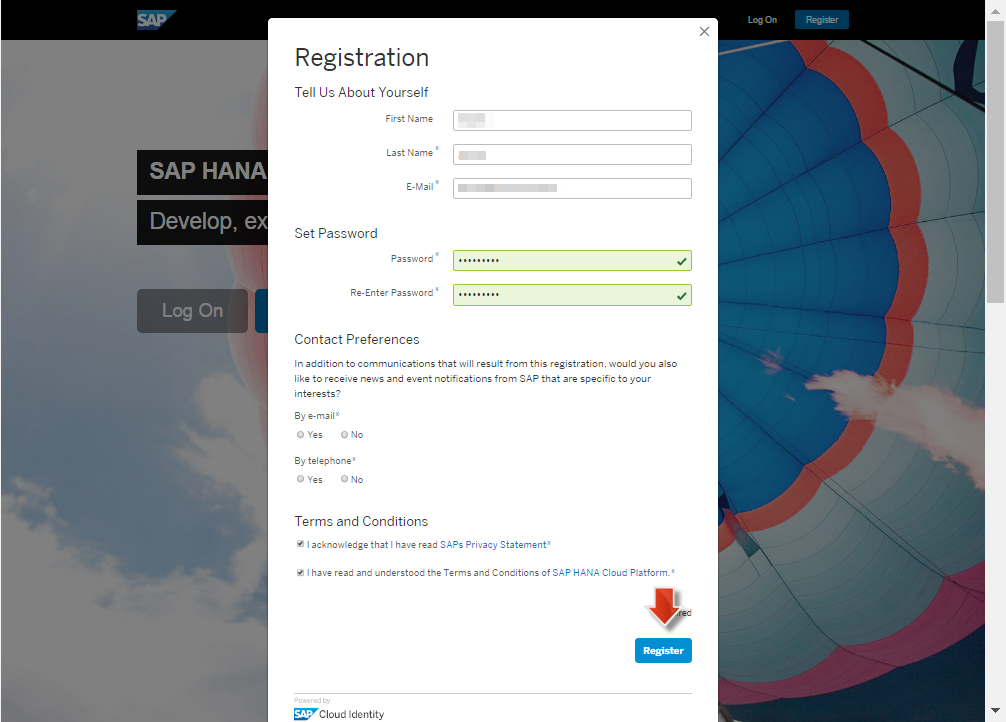 SAP
Log On
Register
Registration
Tell Us About Yourself
First Name
Last Name*
E-Mail*
SAP HANA
Develop, ex
Set Password
Password*
•••••••••
Re-Enter Password*
•••••••••
Log On
Contact Preferences
In addition to communications that will result from this registration, would you also
like to receive news and event notifications from SAP that are specific to your
interests?
By e-mail*
Yes No
By telephone*
Yes No
Terms and Conditions
I acknowledge that I have read SAPs Privacy Statement*
I have read and understood the Terms and Conditions of SAP HANA Cloud Platform.*
Register
Powered by
SAP Cloud Identity